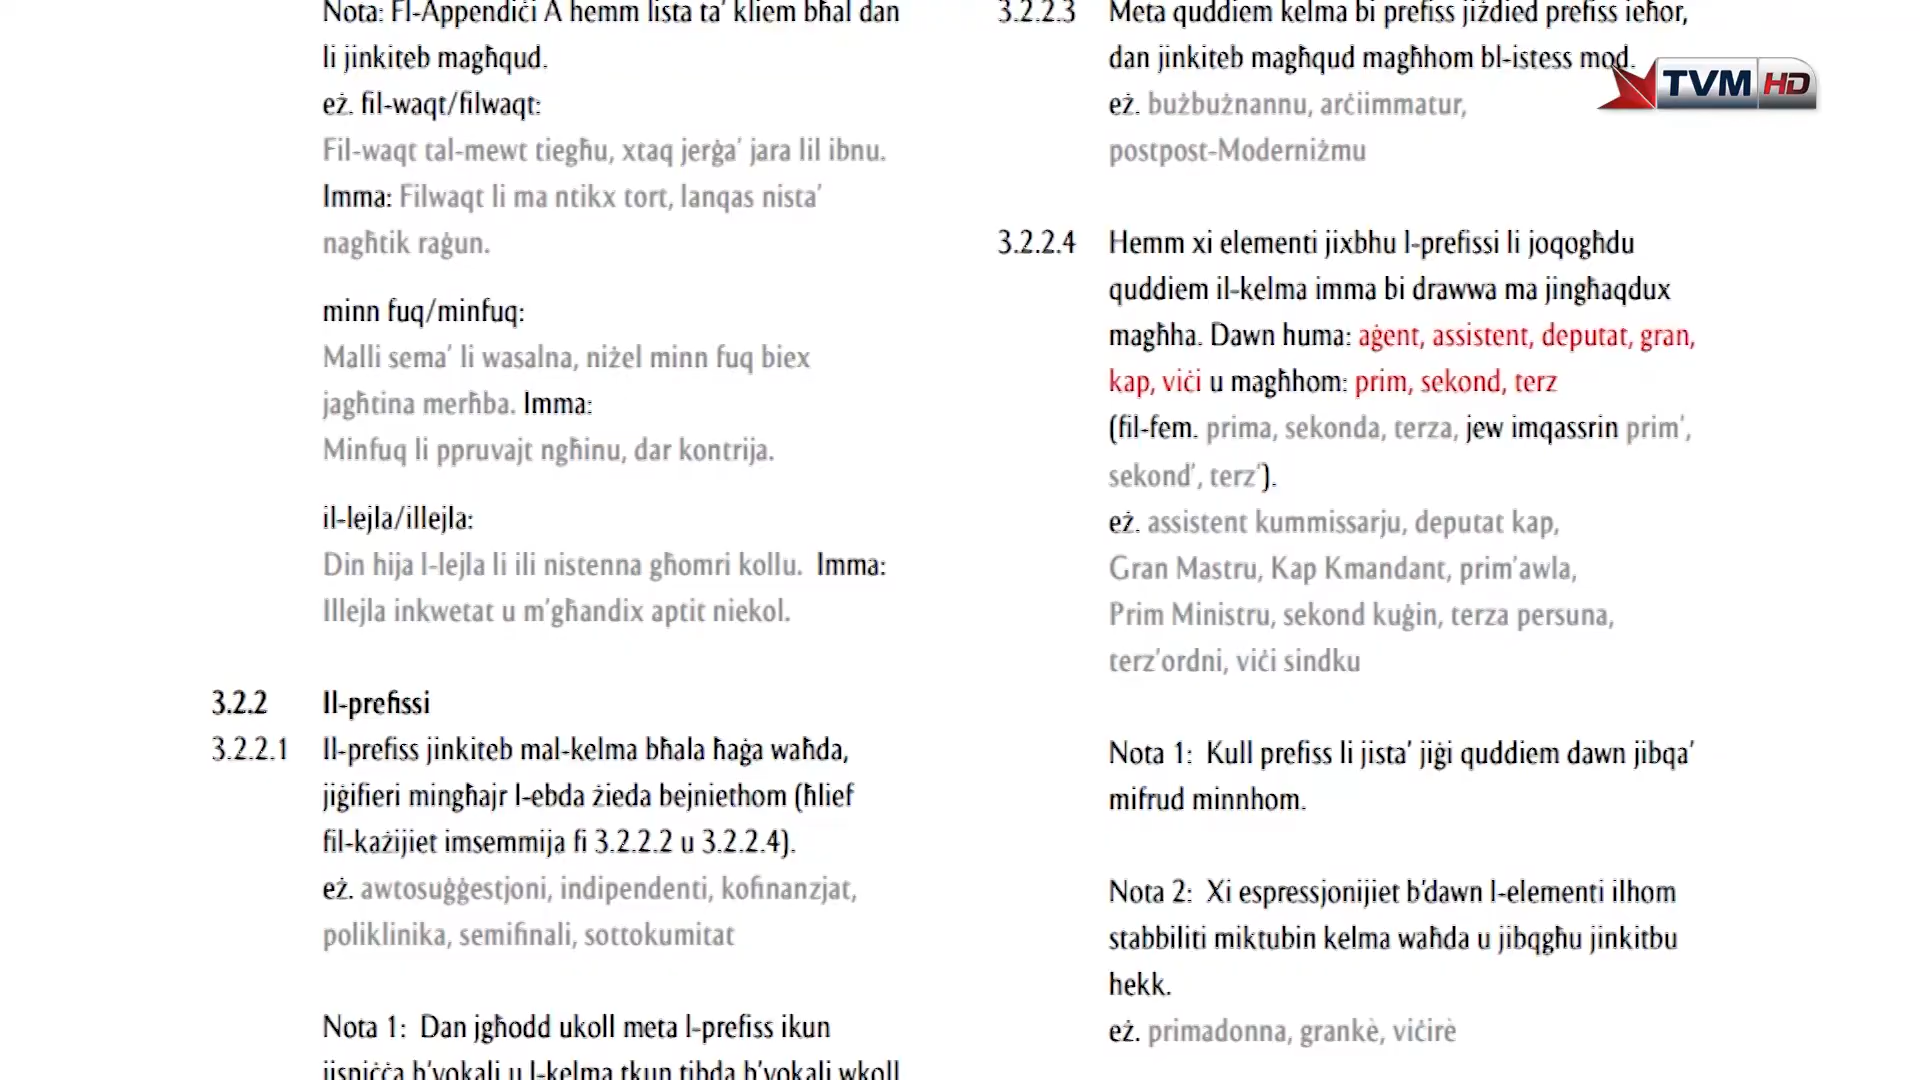 Nota: Fl-Appendiċi A hemm lista ta’ kliem bħal dan
li jinkiteb magħqud.
eż. fil-waqt/filwaqt:
Fil-waqt tal-mewt tiegħu, xtaq jerġa’ jara lil ibnu.
Imma: Filwaqt li ma ntikx tort, lanqas nista’
nagħtik raġun.
minn fuq/minfuq:
Malli sema’ li wasalna, niżel minn fuq biex
jagħtina merħba. Imma:
Minfuq li ppruvajt ngħinu, dar kontrija.
il-lejla/illejla:
Din hija l-lejla li ili nistenna għomri kollu. Imma:
Illejla inkwetat u m’għandix aptit niekol.
3.2.2 Il-prefissi
3.2.2.1 Il-prefiss jinkiteb mal-kelma bħala ħaġa waħda,
jiġifieri mingħajr l-ebda żieda bejniethom (ħlief
fil-każijiet imsemmija fi 3.2.2.2 u 3.2.2.4).
eż. awtosuġġestjoni, indipendenti, kofinanzjat,
poliklinika, semifinali, sottokumitat
Nota 1: Dan jgħodd ukoll meta l-prefiss ikun
jispiċċa b’vokali u l-kelma tkun tibda b’vokali wkoll
3.2.2.3 Meta quddiem kelma bi prefiss jiżdied prefiss ieħor,
dan jinkiteb magħqud magħhom bl-istess mod.
eż. bużbużnannu, arċiimmatur,
postpost-Moderniżmu
3.2.2.4 Hemm xi elementi jixbhu l-prefissi li joqogħdu
quddiem il-kelma imma bi drawwa ma jingħaqdux
magħha. Dawn huma: aġent, assistent, deputat, gran,
kap, viċi u magħhom: prim, sekond, terz
(fil-fem. prima, sekonda, terza, jew imqassrin prim’,
sekond’, terz’).
eż. assistent kummissarju, deputat kap,
Gran Mastru, Kap Kmandant, prim’awla,
Prim Ministru, sekond kuġin, terza persuna,
terz’ordni, viċi sindku
Nota 1: Kull prefiss li jista’ jiġi quddiem dawn jibqa’
mifrud minnhom.
Nota 2: Xi espressjonijiet b’dawn l-elementi ilhom
stabbiliti miktubin kelma waħda u jibqgħu jinkitbu
hekk.
eż. primadonna, grankè, viċirè
TVM HD